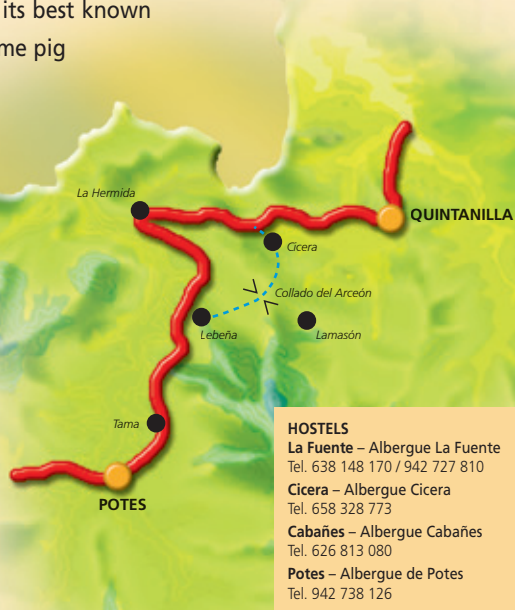 its best known
me pig
La Hermida
QUINTANILLA
Cicera
Collado del Arceón
Lebeña
Lamasón
Tama
POTES
HOSTELS
La Fuente – Albergue La Fuente
Tel. 638 148 170 / 942 727 810
Cicera – Albergue Cicera
Tel. 658 328 773
Cabañes – Albergue Cabañes
Tel. 626 813 080
Potes – Albergue de Potes
Tel. 942 738 126